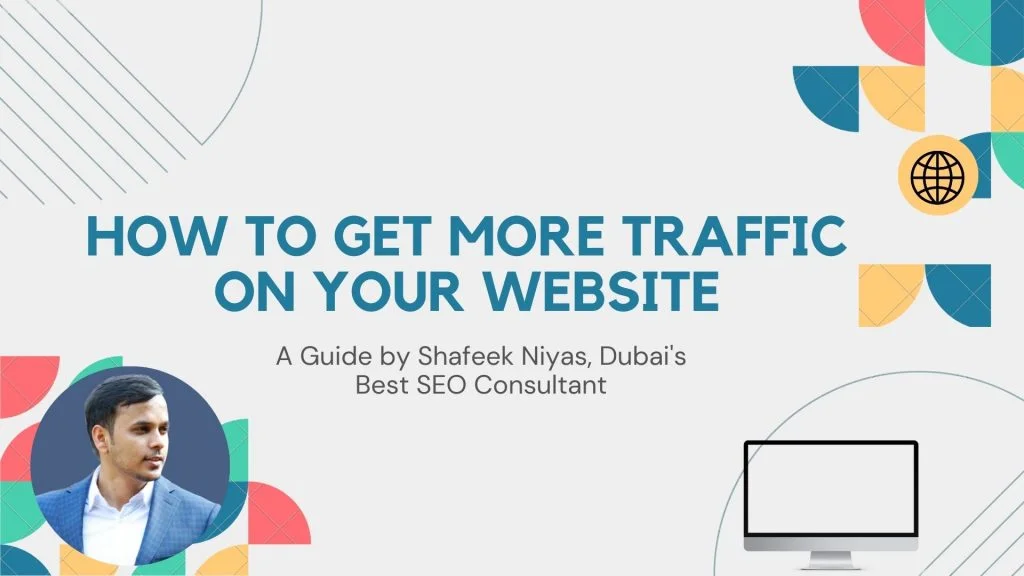 HOW TO GET MORE TRAFFIC
ON YOUR WEBSITE
A Guide by Shafeek Niyas, Dubai's
Best SEO Consultant